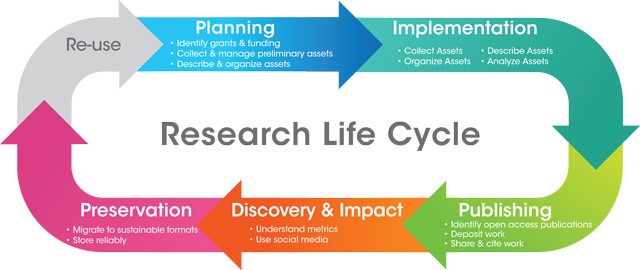 Re-use
Planning
• Identify grants & funding
• Collect & manage preliminary assets
• Describe & organize assets
Implementation
• Collect Assets
• Organize Assets
• Describe Assets
• Analyze Assets
Research Life Cycle
Publishing
• Identify open access publications
• Deposit work
• Share & cite work
Discovery & Impact
• Understand metrics
• Use social media
Preservation
• Migrate to sustainable formats
• Store reliably